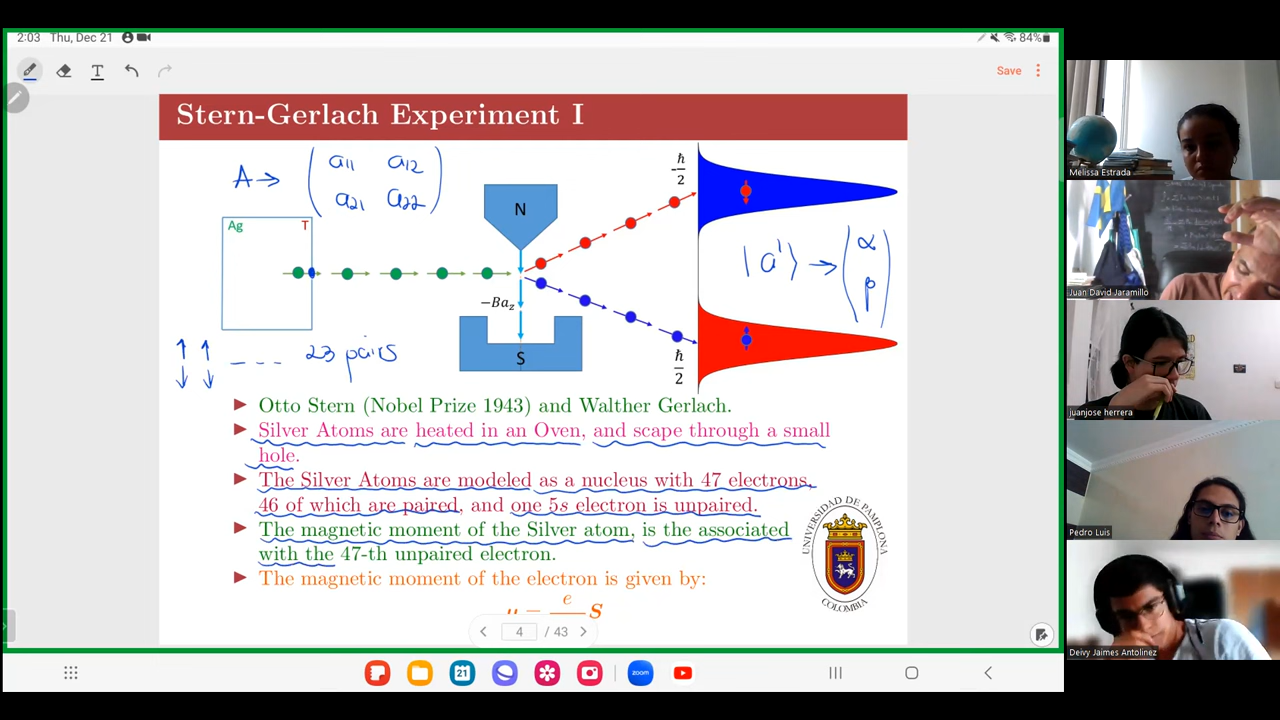 2:03 Thu, Dec 21
84%
T
Save
Stern-Gerlach Experiment I
A → ( a11 a12
a21 a22 )
Ag T
N
-Ba_z
S
-ħ/2
ħ/2
|a'⟩ → ( α
β )
↑ ↑
↓ ↓ - - - 23 pairs
► Otto Stern (Nobel Prize 1943) and Walther Gerlach.
► Silver Atoms are heated in an Oven, and scape through a small
hole.
► The Silver Atoms are modeled as a nucleus with 47 electrons,
46 of which are paired, and one 5s electron is unpaired.
► The magnetic moment of the Silver atom, is the associated
with the 47-th unpaired electron.
► The magnetic moment of the electron is given by:
e
S
UNIVERSIDAD DE PAMPLONA
COLOMBIA
4 / 43
21
zoom
Melissa Estrada
Juan David Jaramillo
juanjose herrera
Pedro Luis
Deivy Jaimes Antolinez